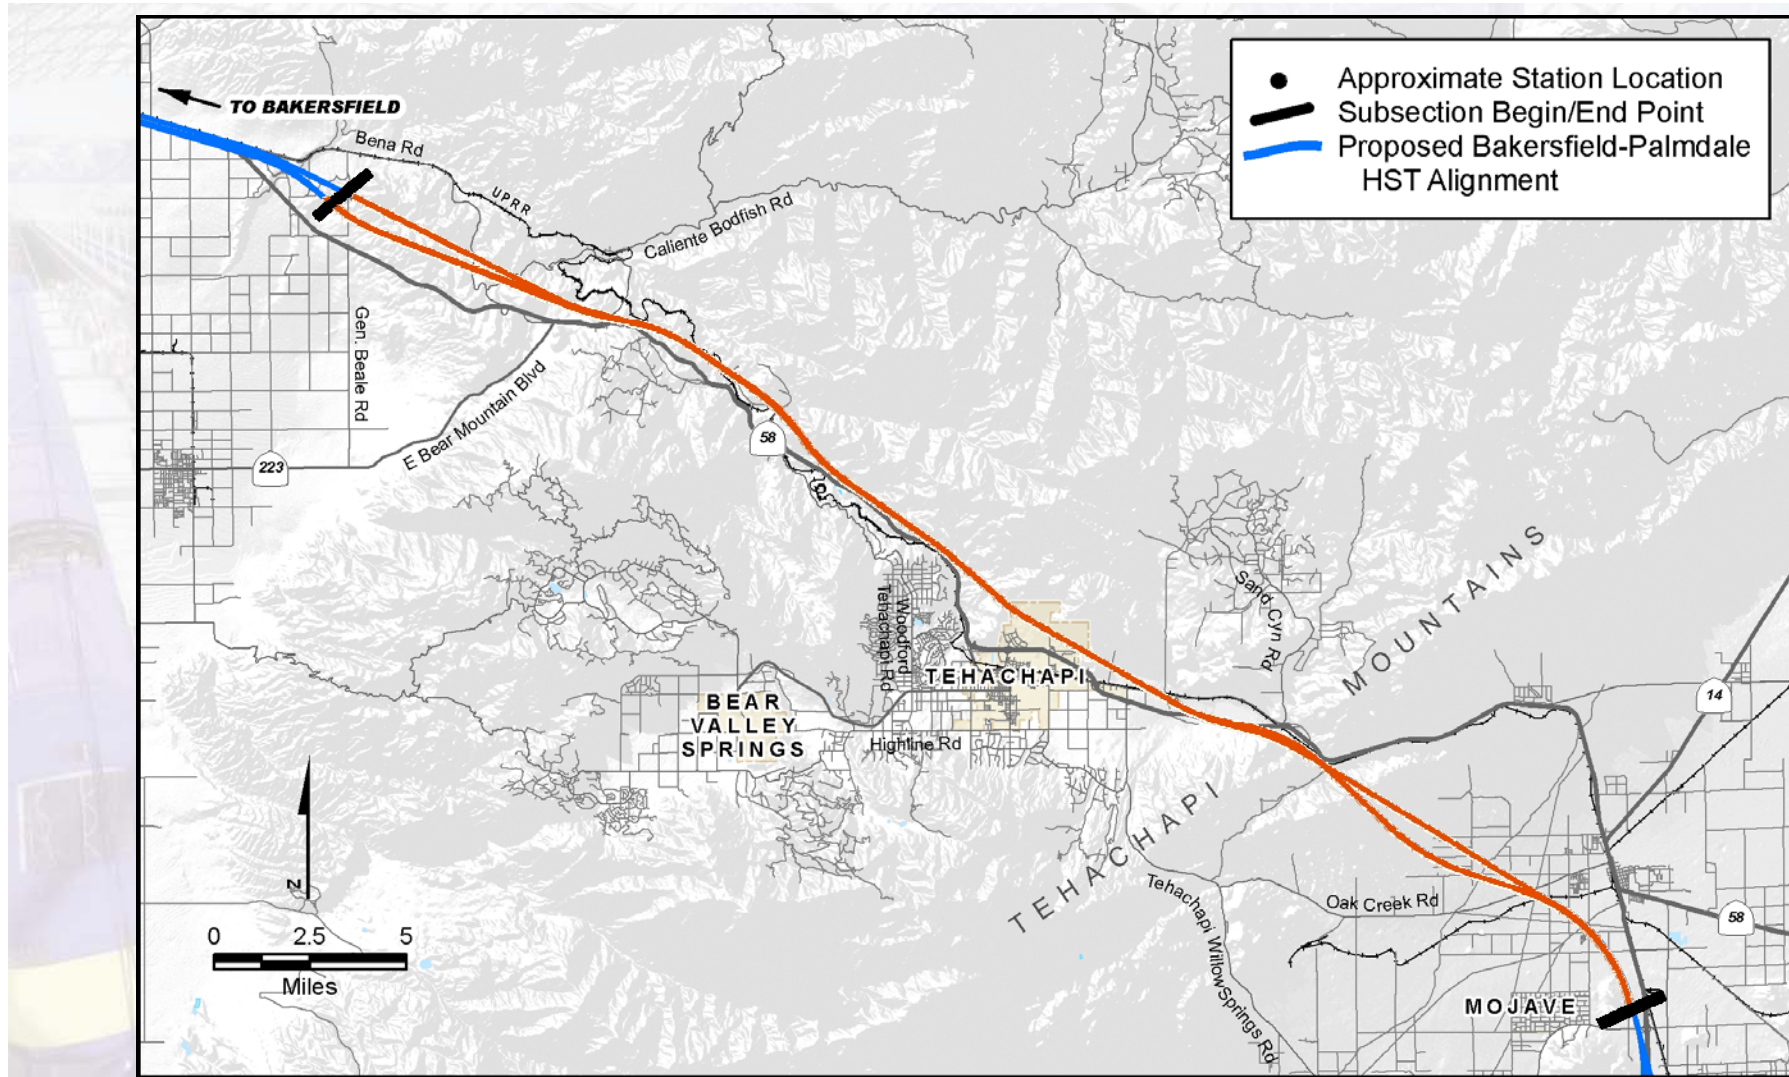 TO BAKERSFIELD
Approximate Station Location
Subsection Begin/End Point
Proposed Bakersfield-Palmdale
HST Alignment
Bena Rd
UPRR
Caliente Bodfish Rd
Gen. Beale Rd
E Bear Mountain Blvd
58
223
Sand Cyn Rd
MOUNTAINS
Woodford
Tehachapi Rd
TEHACHAPI
14
BEAR
VALLEY
SPRINGS
Highline Rd
TEHACHAPI
Tehachapi Willow Springs Rd
Oak Creek Rd
58
N
0 2.5 5
Miles
MOJAVE